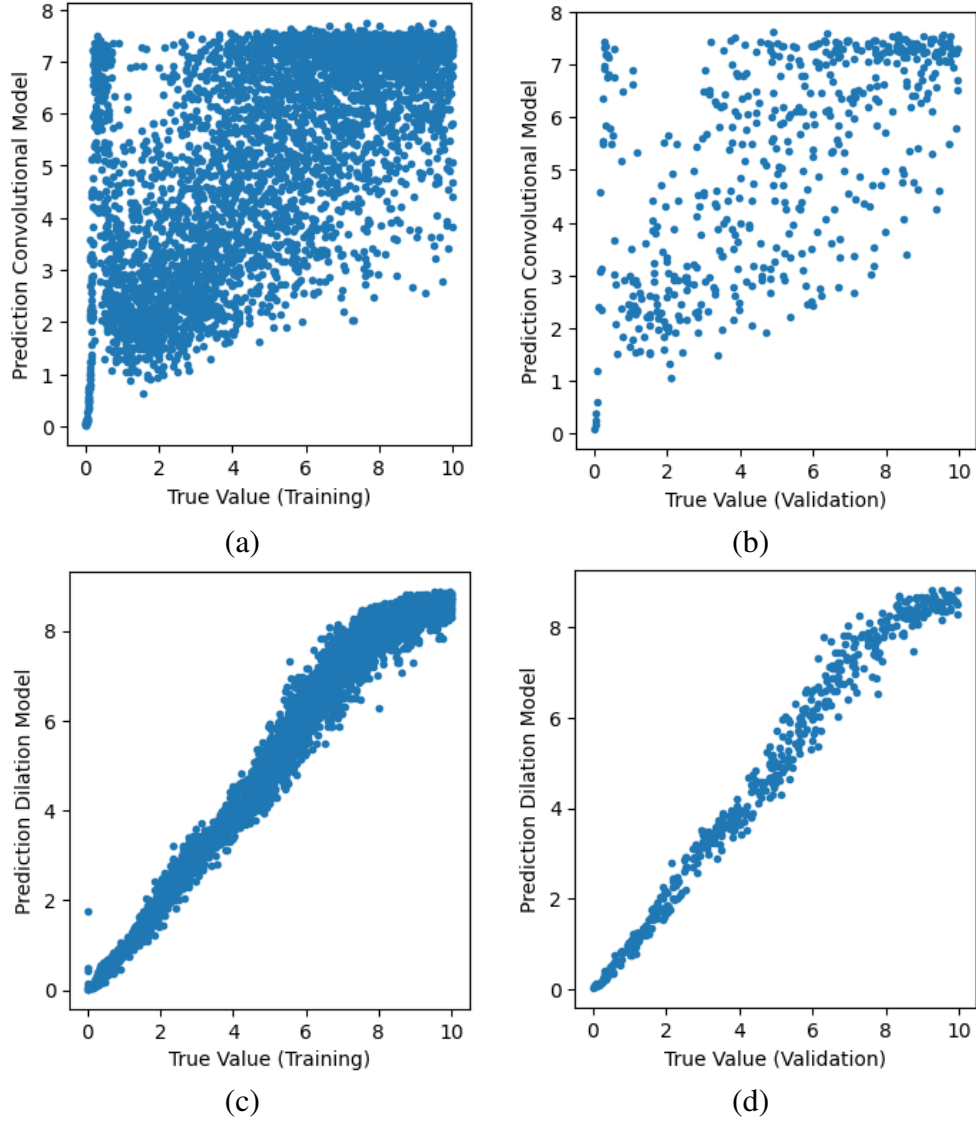 8
7
6
5
4
3
2
1
0
Prediction Convolutional Model
0 2 4 6 8 10
True Value (Training)
(a)
8
7
6
5
4
3
2
1
0
Prediction Convolutional Model
0 2 4 6 8 10
True Value (Validation)
(b)
8
6
4
2
0
Prediction Dilation Model
0 2 4 6 8 10
True Value (Training)
(c)
8
6
4
2
0
Prediction Dilation Model
0 2 4 6 8 10
True Value (Validation)
(d)